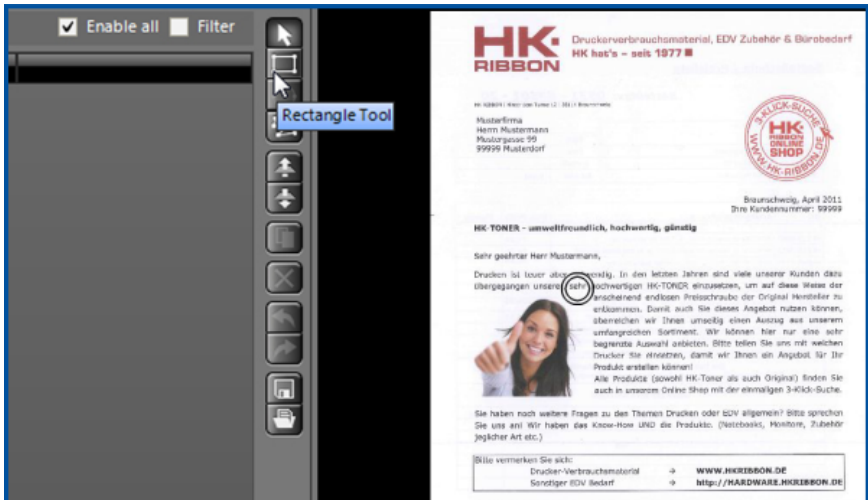 Enable all Filter
Rectangle Tool
HK-
RIBBON
Druckerverbrauchsmaterial, EDV Zubehör & Bürobedarf
HK hat's – seit 1977
Musterfirma
Herrn Mustermann
Mustergasse 99
99999 Musterdorf
3-KLICK-SUCHE
HK-
RIBBON
ONLINE
SHOP
WWW.HK-RIBBON.DE
Braunschweig, April 2011
Ihre Kundennummer: 99999
HK-TONER - umweltfreundlich, hochwertig, günstig
Sehr geehrter Herr Mustermann,
Drucken ist teuer aber In den letzten Jahren sind viele unserer Kunden dazu
übergegangen unsere sehr hochwertigen HK-TONER einzusetzen, um auf diese Weise der
anscheinend endlosen Preisschraube der Original Hersteller zu
entkommen. Damit auch Sie dieses Angebot nutzen können,
überreichen wir Ihnen umseitig einen Auszug aus unserem
umfangreichen Sortiment. Wir können hier nur eine sehr
begrenzte Auswahl anbieten. Bitte teilen Sie uns mit welchen
Drucker Sie einsetzen, damit wir Ihnen ein Angebot für Ihr
Produkt erstellen können!
Alle Produkte (sowohl HK-Toner als auch Original) finden Sie
auch in unserem Online Shop mit der einmaligen 3-Klick-Suche.
Sie haben noch weitere Fragen zu den Themen Drucken oder EDV allgemein? Bitte sprechen
Sie uns an! Wir haben das Know-How UND die Produkte. (Notebooks, Monitore, Zubehör
jeglicher Art etc.)
Bitte vermerken Sie sich:
Drucker-Verbrauchsmaterial → WWW.HKRIBBON.DE
Sonstiger EDV Bedarf → http://HARDWARE.HKRIBBON.DE